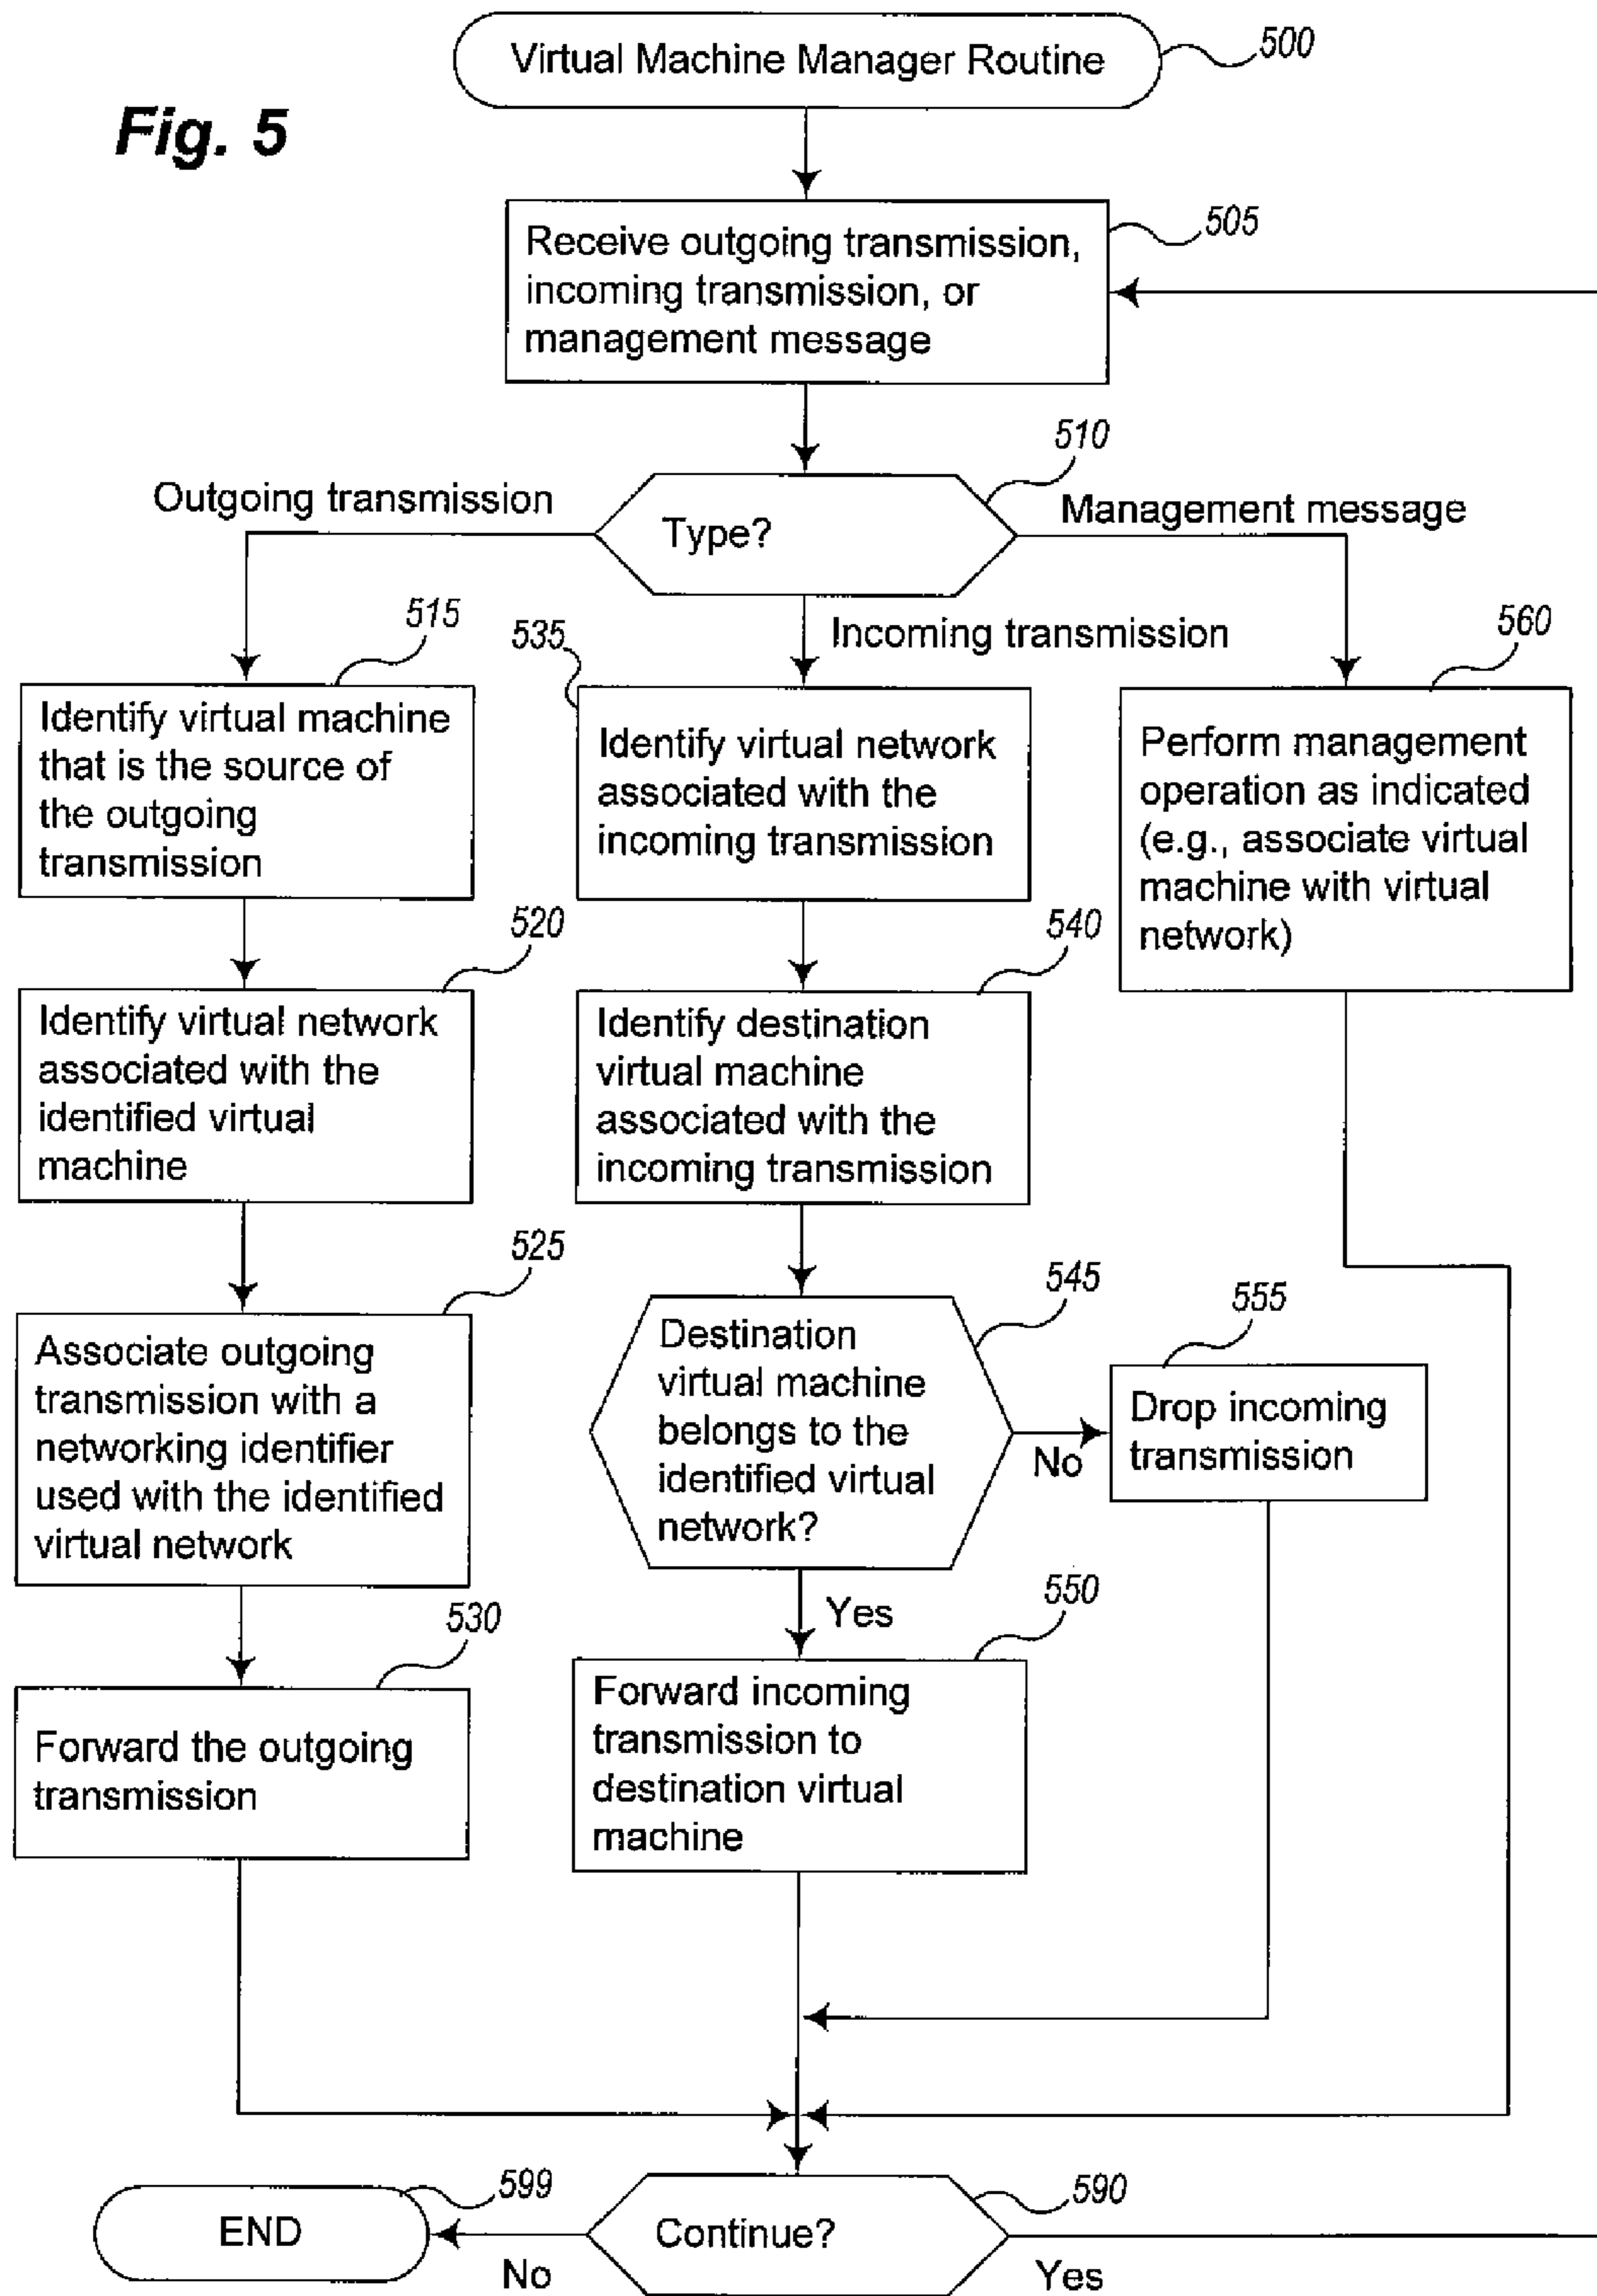 Virtual Machine Manager Routine
500
Fig. 5
Receive outgoing transmission,
incoming transmission, or
management message
505
510
Outgoing transmission
Type?
Management message
Incoming transmission
515
535
560
Identify virtual machine
that is the source of
the outgoing
transmission
Identify virtual network
associated with the
incoming transmission
Perform management
operation as indicated
(e.g., associate virtual
machine with virtual
network)
520
540
Identify virtual network
associated with the
identified virtual
machine
Identify destination
virtual machine
associated with the
incoming transmission
525
545
555
Associate outgoing
transmission with a
networking identifier
used with the identified
virtual network
Destination
virtual machine
belongs to the
identified virtual
network?
No
Drop incoming
transmission
530
Yes
550
Forward the outgoing
transmission
Forward incoming
transmission to
destination virtual
machine
599
590
END
No
Continue?
Yes